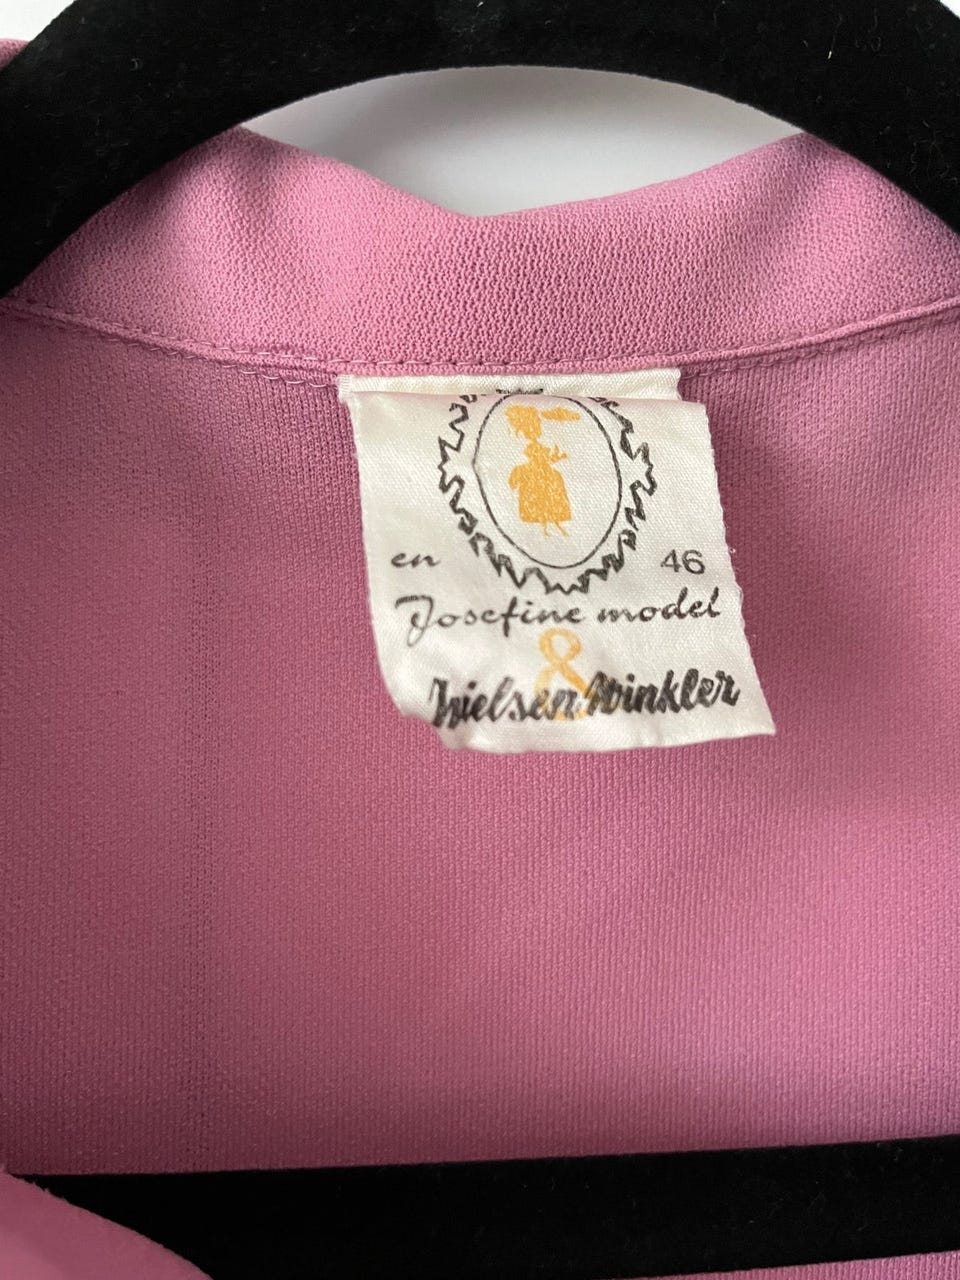 en 46
Josefine model
&
Nielsen Winkler